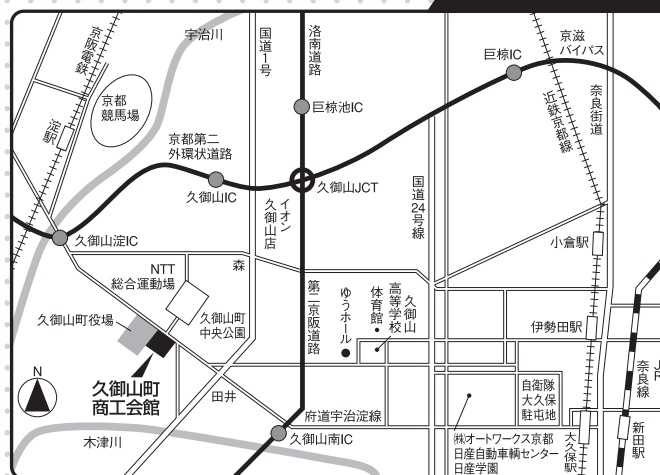 京阪電鉄
宇治川
国道1号
洛南道路
巨椋IC
京滋
バイパス
京都
競馬場
淀駅
巨椋池IC
近鉄京都線
奈良街道
京都第二
外環状道路
久御山IC
久御山JCT
イオン
久御山店
国道24号線
久御山淀IC
小倉駅
森
NTT
総合運動場
久御山町
中央公園
久御山町役場
第二京阪道路
ゆうホール
体育館
久御山
高等学校
伊勢田駅
N
久御山町
商工会館
田井
府道宇治淀線
自衛隊
大久保
駐屯地
JR
奈良線
木津川
久御山南IC
㈱オートワークス京都
日産自動車職センター
日産学園
大久保駅
新田駅